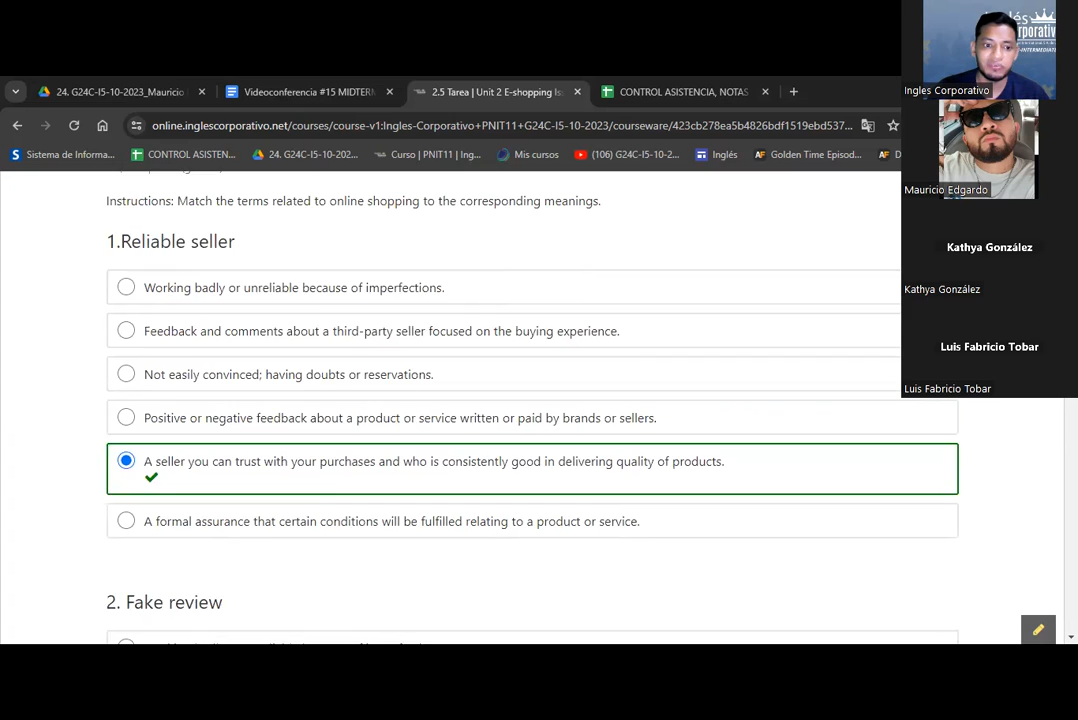 24. G24C-I5-10-2023_Mauricio
Videoconferencia #15 MIDTERM
2.5 Tarea | Unit 2 E-shopping Is
CONTROL ASISTENCIA, NOTAS
online.inglescorporativo.net/courses/course-v1:Ingles-Corporativo+PNIT11+G24C-I5-10-2023/courseware/423cb278ea5b4826bdf1519ebd537...
Sistema de Informa...
CONTROL ASISTEN...
24. G24C-I5-10-202...
Curso | PNIT11 | Ing...
Mis cursos
(106) G24C-I5-10-2...
Inglés
Golden Time Episod...
Instructions: Match the terms related to online shopping to the corresponding meanings.
1.Reliable seller
Working badly or unreliable because of imperfections.
Feedback and comments about a third-party seller focused on the buying experience.
Not easily convinced; having doubts or reservations.
Positive or negative feedback about a product or service written or paid by brands or sellers.
A seller you can trust with your purchases and who is consistently good in delivering quality of products.
A formal assurance that certain conditions will be fulfilled relating to a product or service.
2. Fake review
Ingles Corporativo
Mauricio Edgardo
Kathya González
Kathya González
Luis Fabricio Tobar
Luis Fabricio Tobar